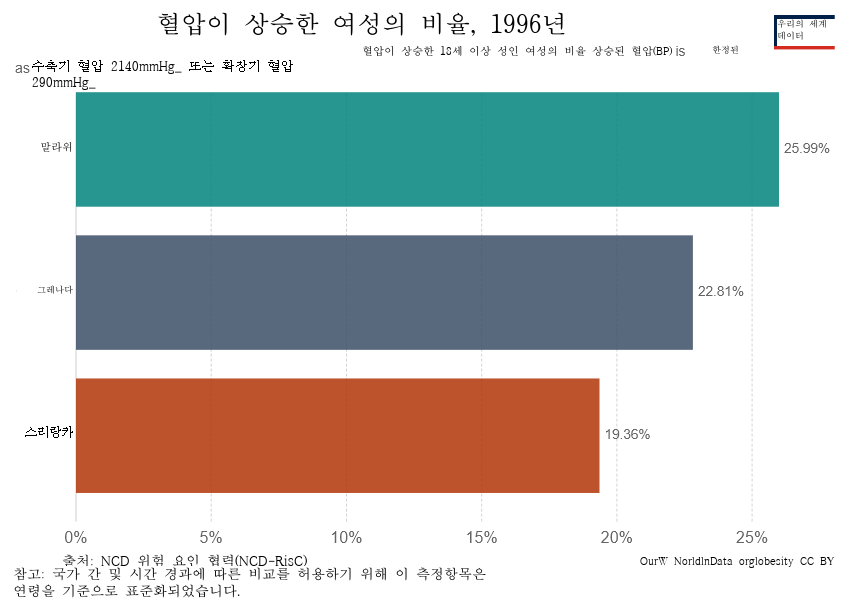 혈압이 상승한 여성의 비율, 1996년
우리의 세계
데이터
혈압이 상승한 18세 이상 성인 여성의 비율 상승된 혈압(BP) is 한정된
as 수축기 혈압 2140mmHg_ 또는 확장기 혈압
290mmHg_
말라위
25.99%
그레나다
22.81%
스리랑카
19.36%
0% 5% 10% 15% 20% 25%
출처: NCD 위험 요인 협력(NCD-RisC)
OurW NorldInData orglobesity CC BY
참고: 국가 간 및 시간 경과에 따른 비교를 허용하기 위해 이 측정항목은
연령을 기준으로 표준화되었습니다.